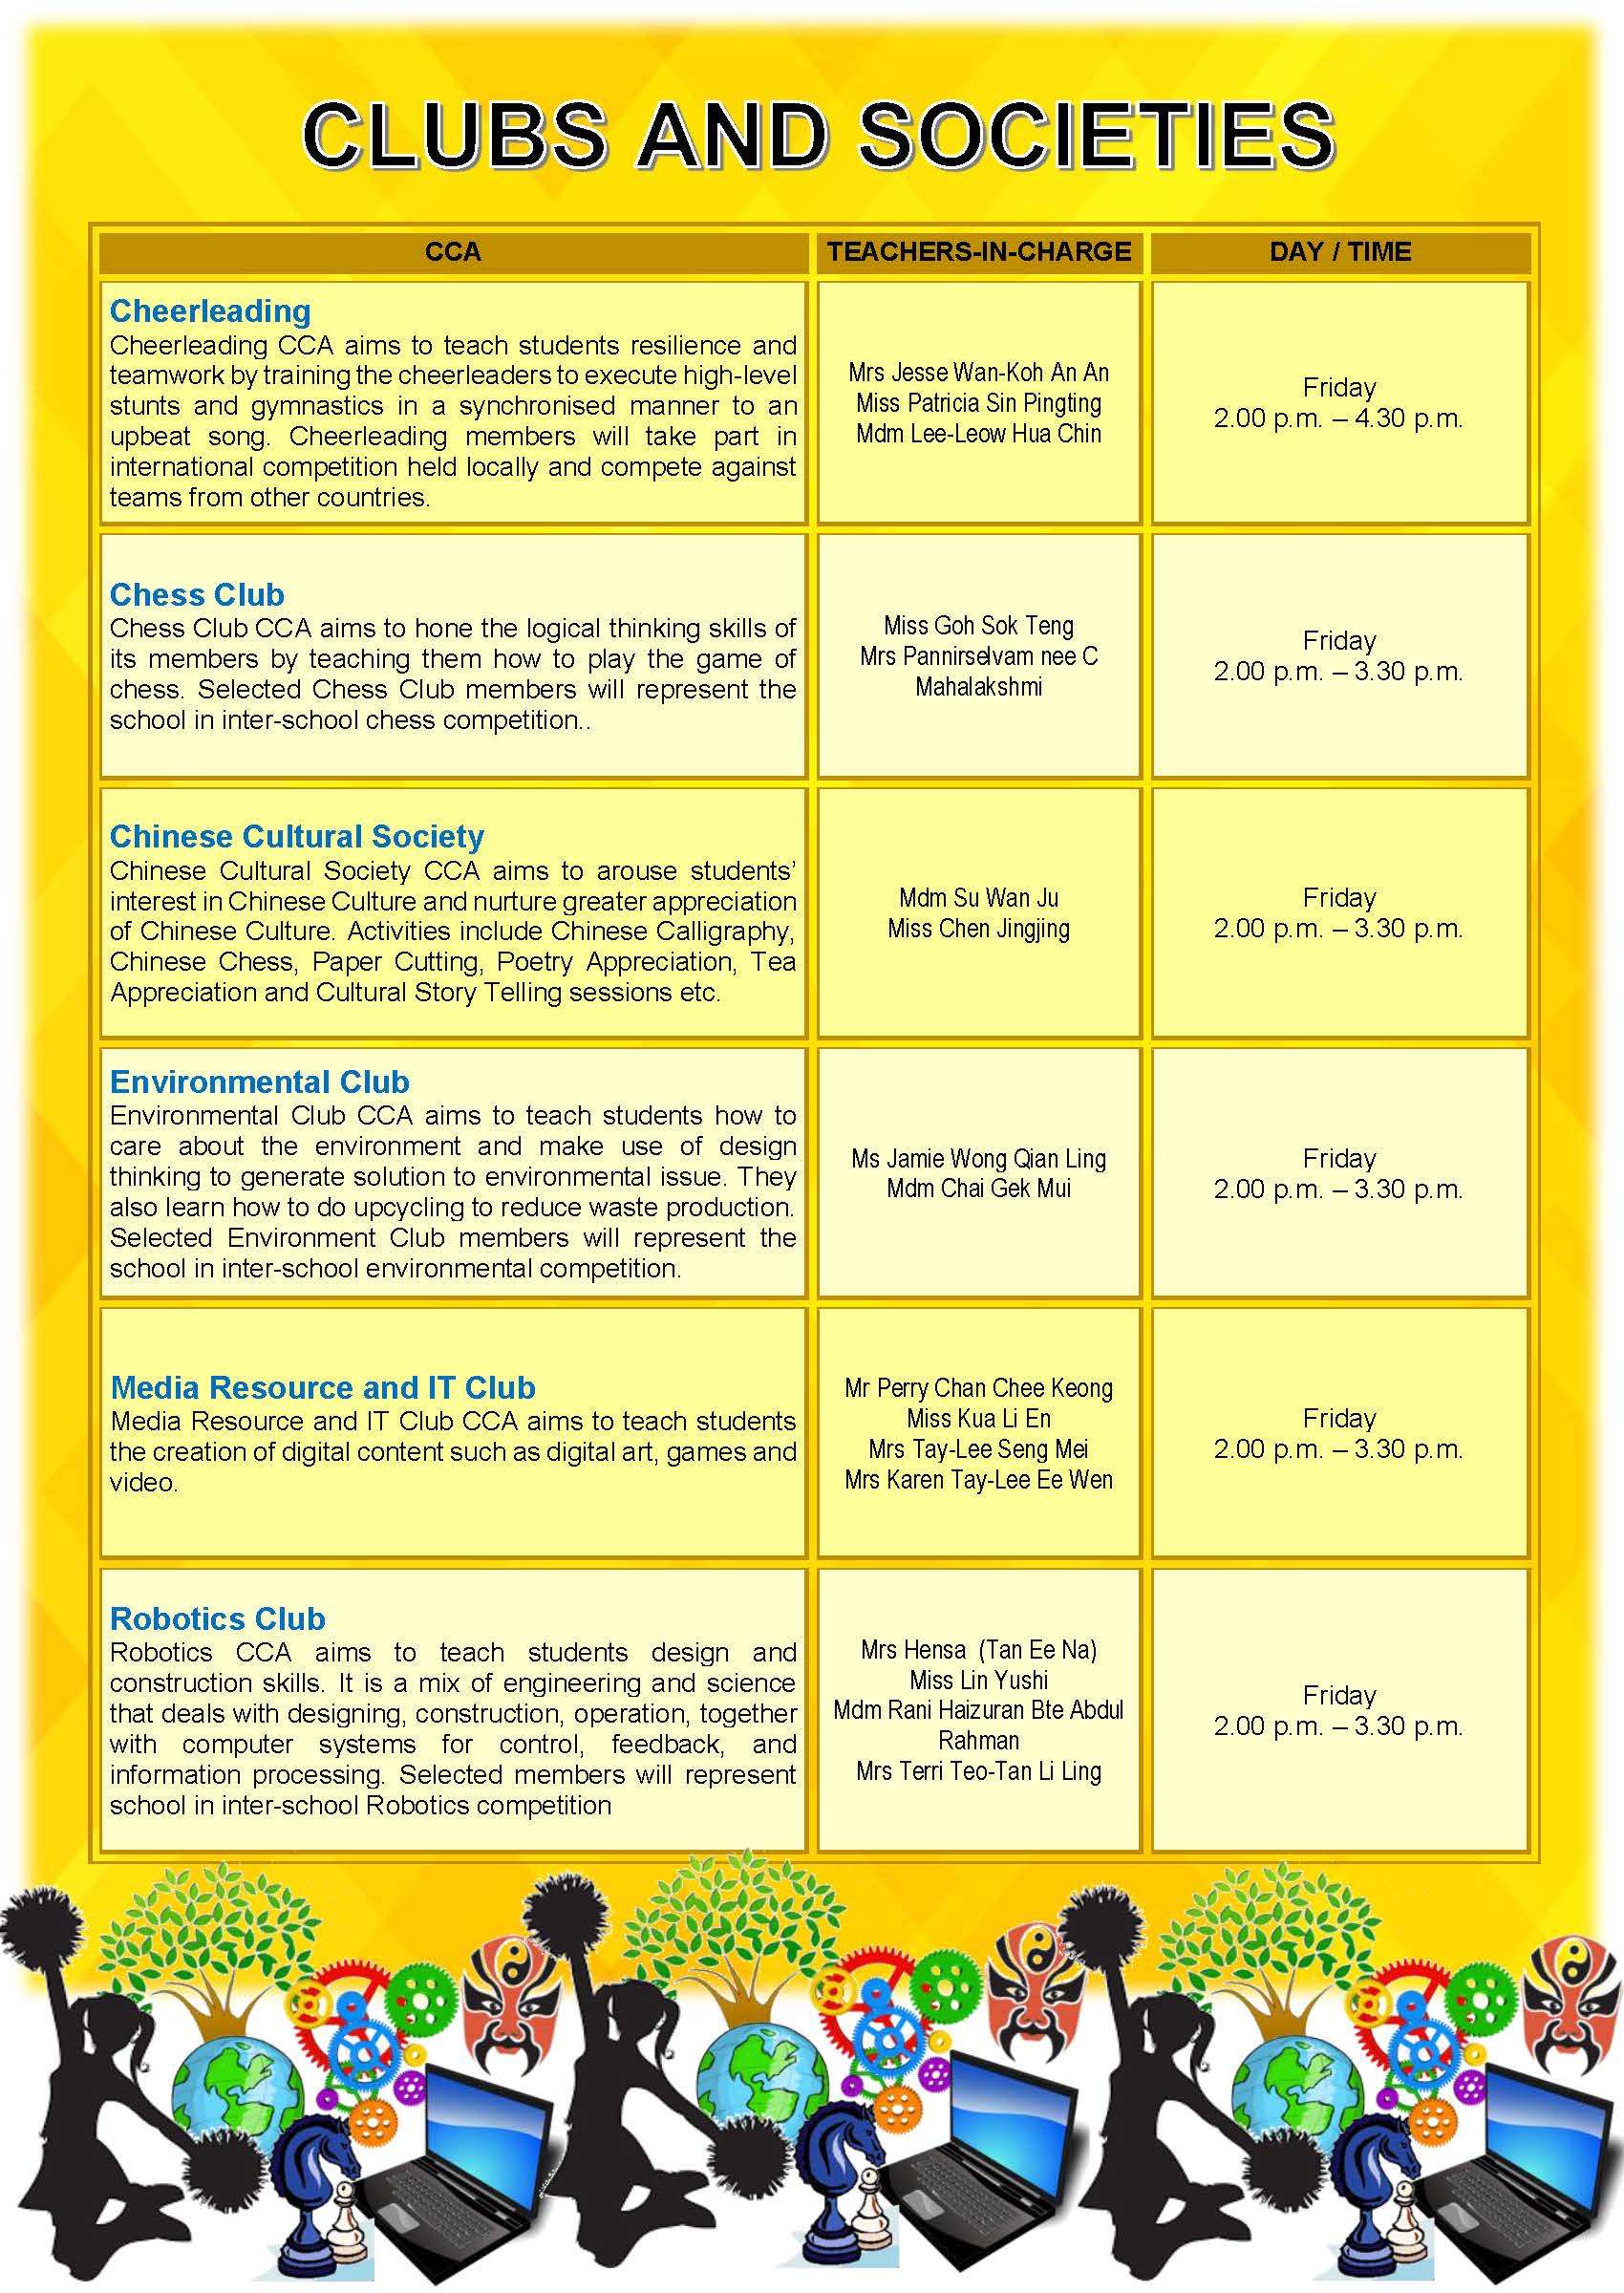 CLUBS AND SOCIETIES
CCA
TEACHERS-IN-CHARGE
DAY / TIME
Cheerleading
Cheerleading CCA aims to teach students resilience and
teamwork by training the cheerleaders to execute high-level
stunts and gymnastics in a synchronised manner to an
upbeat song. Cheerleading members will take part in
international competition held locally and compete against
teams from other countries.
Mrs Jesse Wan-Koh An An
Miss Patricia Sin Pingting
Mdm Lee-Leow Hua Chin
Friday
2.00 p.m. – 4.30 p.m.
Chess Club
Chess Club CCA aims to hone the logical thinking skills of
its members by teaching them how to play the game of
chess. Selected Chess Club members will represent the
school in inter-school chess competition..
Miss Goh Sok Teng
Mrs Pannirselvam nee C
Mahalakshmi
Friday
2.00 p.m. – 3.30 p.m.
Chinese Cultural Society
Chinese Cultural Society CCA aims to arouse students’
interest in Chinese Culture and nurture greater appreciation
of Chinese Culture. Activities include Chinese Calligraphy,
Chinese Chess, Paper Cutting, Poetry Appreciation, Tea
Appreciation and Cultural Story Telling sessions etc.
Mdm Su Wan Ju
Miss Chen Jingjing
Friday
2.00 p.m. – 3.30 p.m.
Environmental Club
Environmental Club CCA aims to teach students how to
care about the environment and make use of design
thinking to generate solution to environmental issue. They
also learn how to do upcycling to reduce waste production.
Selected Environment Club members will represent the
school in inter-school environmental competition.
Ms Jamie Wong Qian Ling
Mdm Chai Gek Mui
Friday
2.00 p.m. – 3.30 p.m.
Media Resource and IT Club
Media Resource and IT Club CCA aims to teach students
the creation of digital content such as digital art, games and
video.
Mr Perry Chan Chee Keong
Miss Kua Li En
Mrs Tay-Lee Seng Mei
Mrs Karen Tay-Lee Ee Wen
Friday
2.00 p.m. – 3.30 p.m.
Robotics Club
Robotics CCA aims to teach students design and
construction skills. It is a mix of engineering and science
that deals with designing, construction, operation, together
with computer systems for control, feedback, and
information processing. Selected members will represent
school in inter-school Robotics competition
Mrs Hensa (Tan Ee Na)
Miss Lin Yushi
Mdm Rani Haizuran Bte Abdul
Rahman
Mrs Terri Teo-Tan Li Ling
Friday
2.00 p.m. – 3.30 p.m.